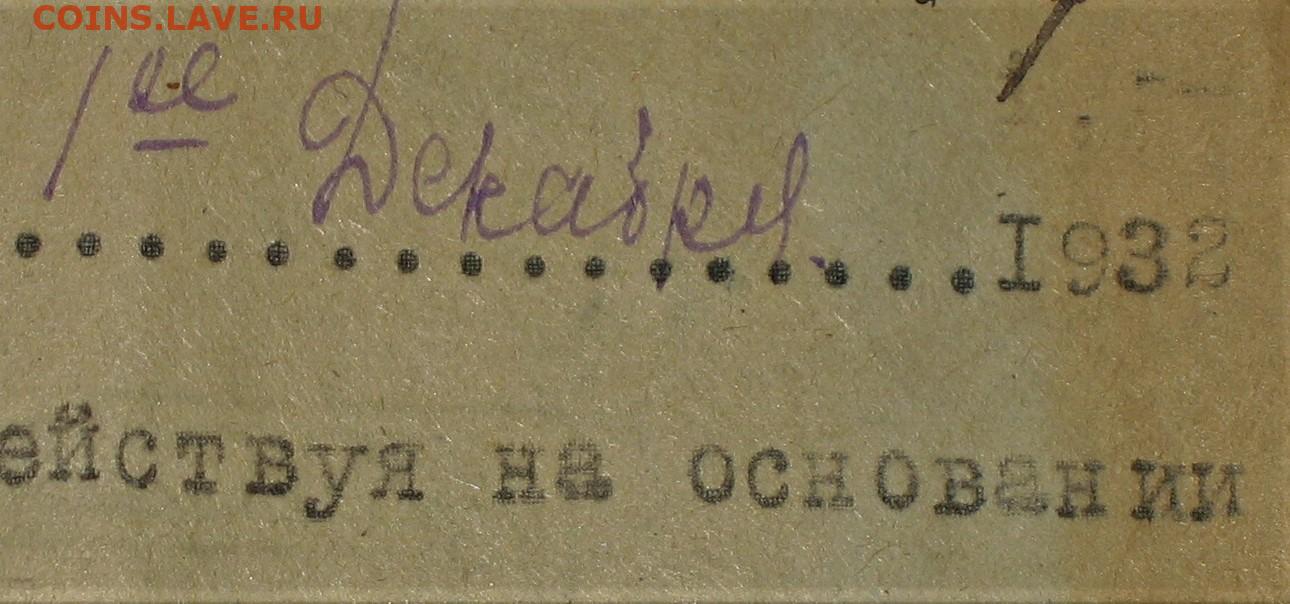 COINS.LAVE.RU
1ое Декабря
................I932
ействуя на основании